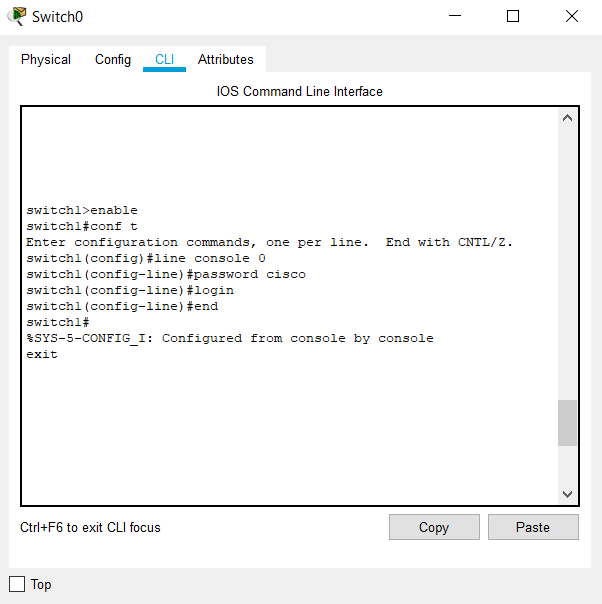 Switch0
Physical Config CLI Attributes
IOS Command Line Interface
switch1>enable
switch1#conf t
Enter configuration commands, one per line.  End with CNTL/Z.
switch1(config)#line console 0
switch1(config-line)#password cisco
switch1(config-line)#login
switch1(config-line)#end
switch1#
%SYS-5-CONFIG_I: Configured from console by console
exit
Ctrl+F6 to exit CLI focus Copy Paste
Top